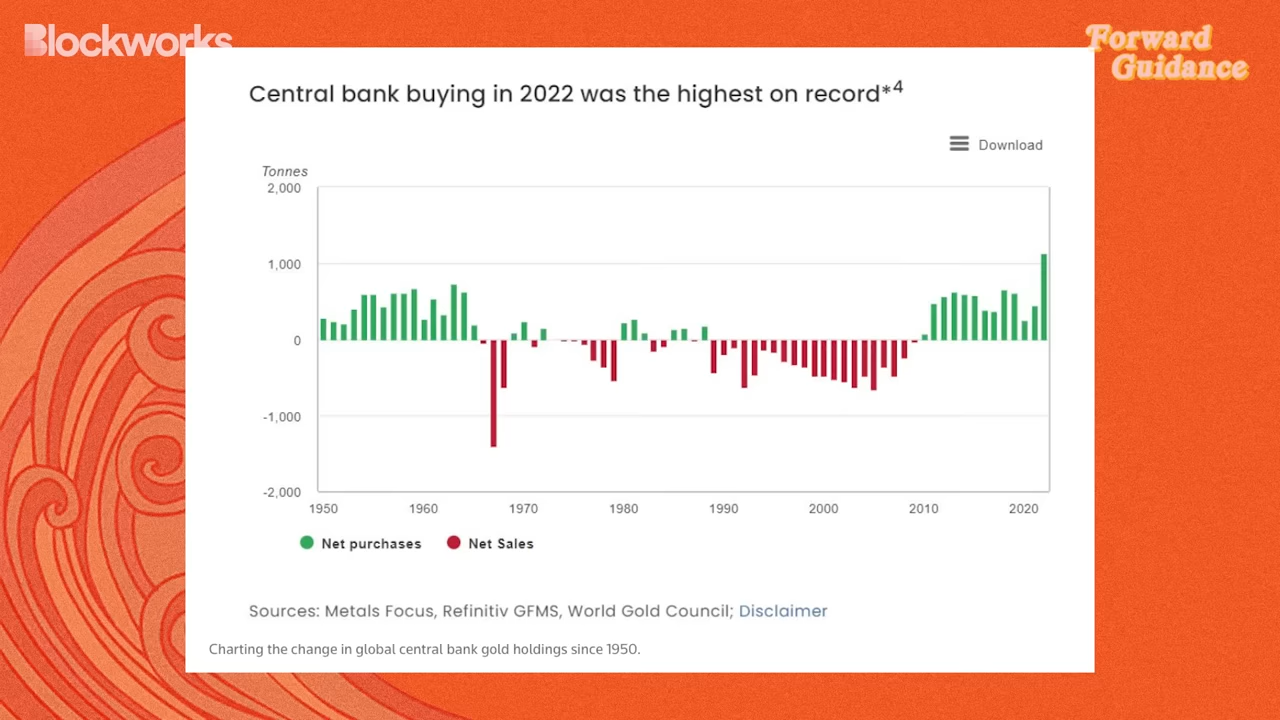 Blockworks
Forward
Guidance
Central bank buying in 2022 was the highest on record*4
Download
Tonnes
2,000
1,000
0
-1,000
-2,000
1950 1960 1970 1980 1990 2000 2010 2020
Net purchases Net Sales
Sources: Metals Focus, Refinitiv GFMS, World Gold Council; Disclaimer
Charting the change in global central bank gold holdings since 1950.